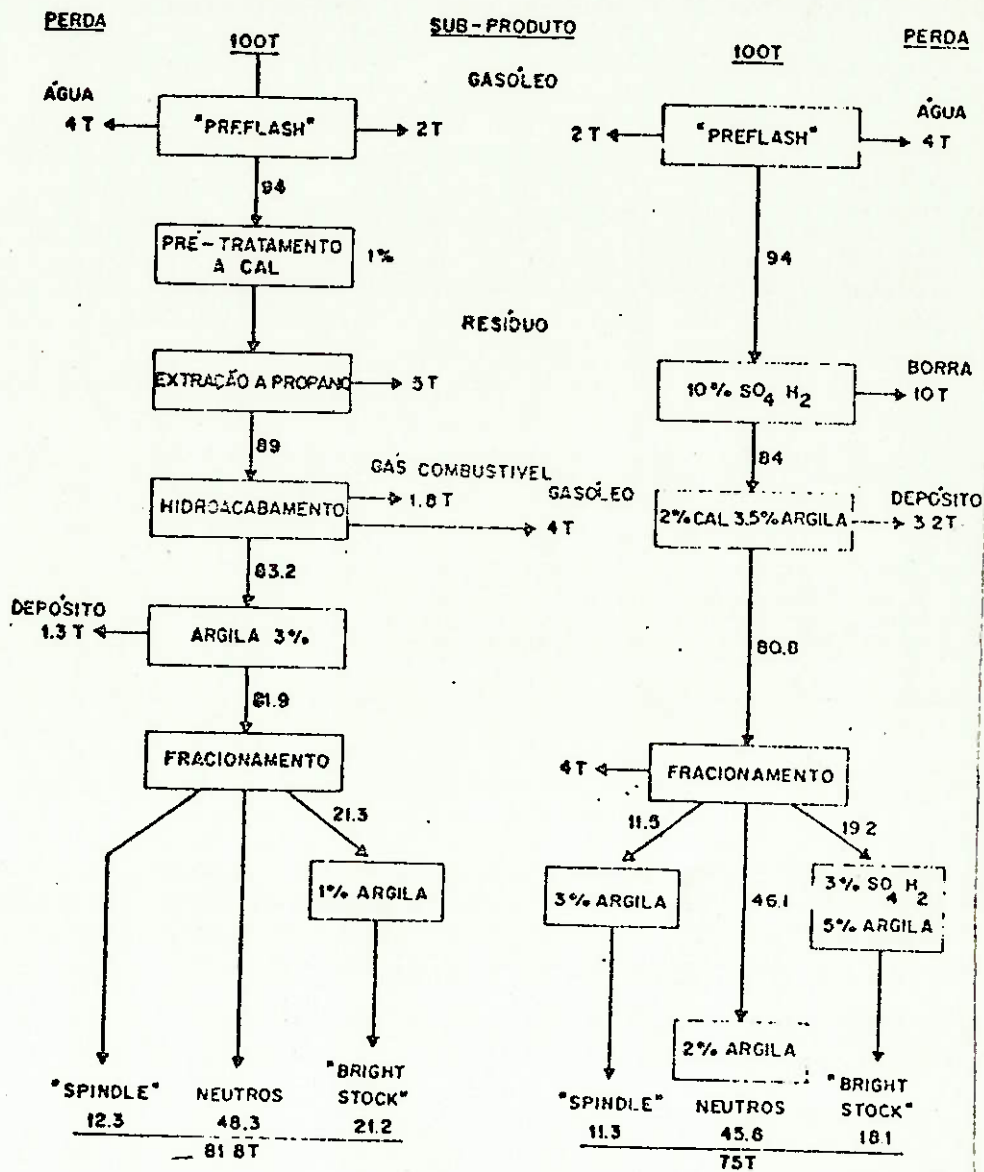 PERDA
SUB-PRODUTO
PERDA
100T
100T
GASÓLEO
ÁGUA
4 T
"PREFLASH"
2 T
2 T
"PREFLASH"
ÁGUA
4 T
94
94
PRÉ-TRATAMENTO
A CAL
1%
RESÍDUO
EXTRAÇÃO A PROPANO
5 T
10% SO4 H2
BORRA
10 T
89
84
GÁS COMBUSTIVEL
1.8 T
HIDROACABAMENTO
GASÓLEO
4 T
2% CAL 3.5% ARGILA
DEPÓSITO
3 2T
83.2
DEPÓSITO
1.3 T
ARGILA 3%
80.8
81.9
FRACIONAMENTO
4 T
FRACIONAMENTO
21.3
11.5
19 2
1% ARGILA
3% ARGILA
46.1
3% SO4 H2
5% ARGILA
2% ARGILA
"SPINDLE"
12.3
NEUTROS
48.3
"BRIGHT
STOCK"
21.2
81 8T
"SPINDLE"
11.3
NEUTROS
45.6
"BRIGHT
STOCK"
18.1
75T